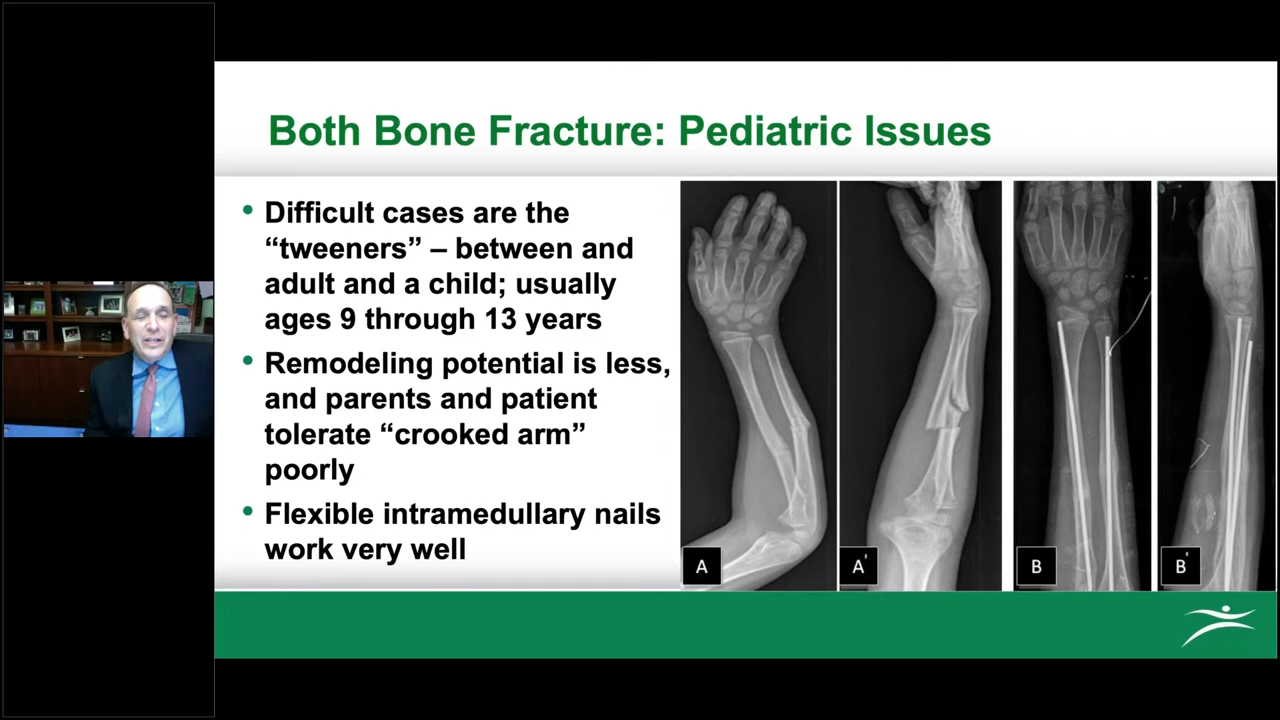 Both Bone Fracture: Pediatric Issues
• Difficult cases are the
“tweeners” – between and
adult and a child; usually
ages 9 through 13 years
• Remodeling potential is less,
and parents and patient
tolerate “crooked arm”
poorly
• Flexible intramedullary nails
work very well
A
A'
B
B'